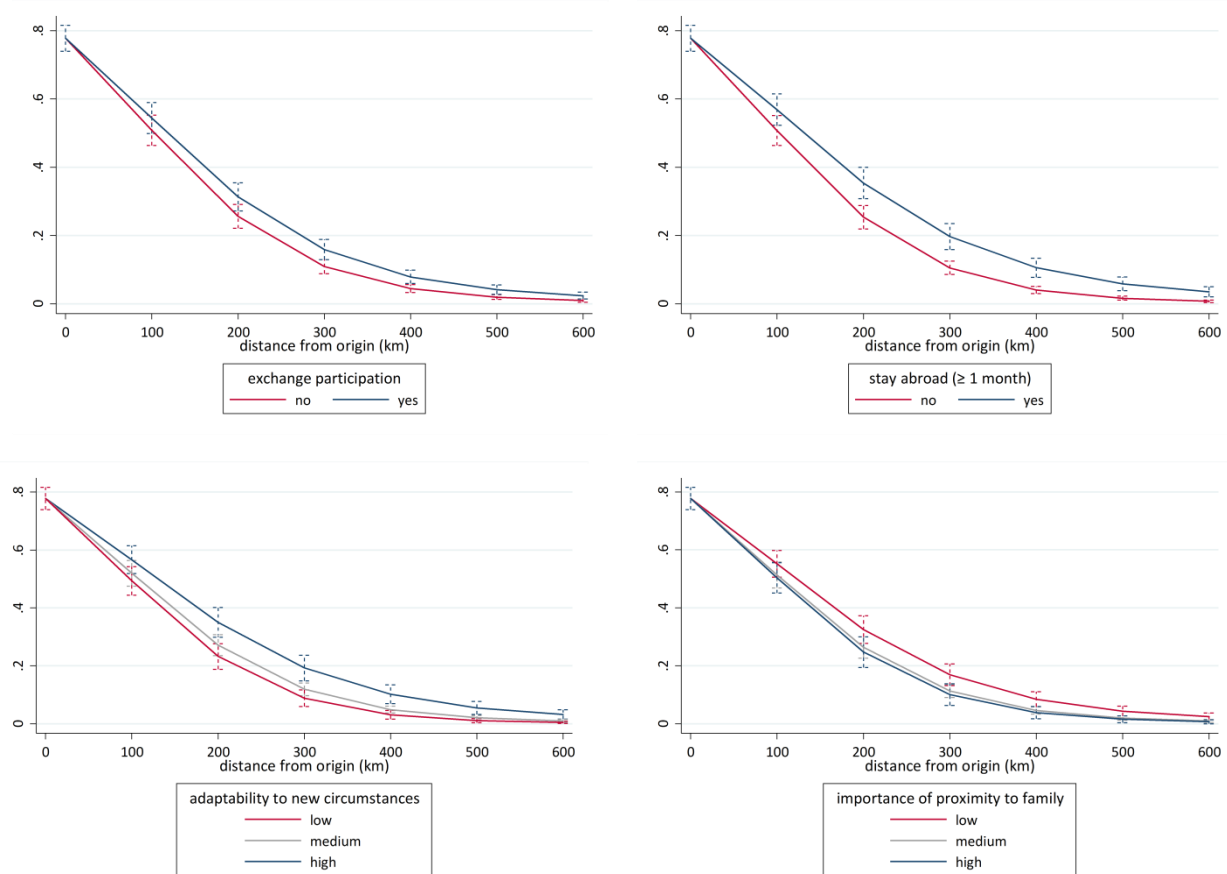 .8
.6
.4
.2
0
0 100 200 300 400 500 600
distance from origin (km)
exchange participation
no yes
.8
.6
.4
.2
0
0 100 200 300 400 500 600
distance from origin (km)
stay abroad (≥ 1 month)
no yes
.8
.6
.4
.2
0
0 100 200 300 400 500 600
distance from origin (km)
adaptability to new circumstances
low
medium
high
.8
.6
.4
.2
0
0 100 200 300 400 500 600
distance from origin (km)
importance of proximity to family
low
medium
high